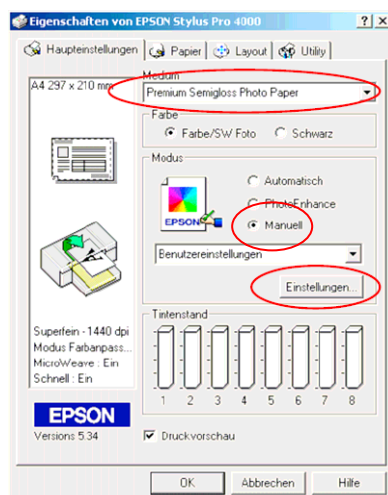 Eigenschaften von EPSON Stylus Pro 4000
Haupteinstellungen Papier Layout Utility
A4 297 x 210 mm
Medium
Premium Semigloss Photo Paper
Farbe
Farbe/SW Foto Schwarz
Modus
Automatisch
PhotoEnhance
Manuell
EPSON
Benutzereinstellungen
Einstellungen...
Tintenstand
1 2 3 4 5 6 7 8
Superfein - 1440 dpi
Modus Farbanpass...
MicroWeave : Ein
Schnell : Ein
EPSON
Versions 5.34
Druckvorschau
OK Abbrechen Hilfe